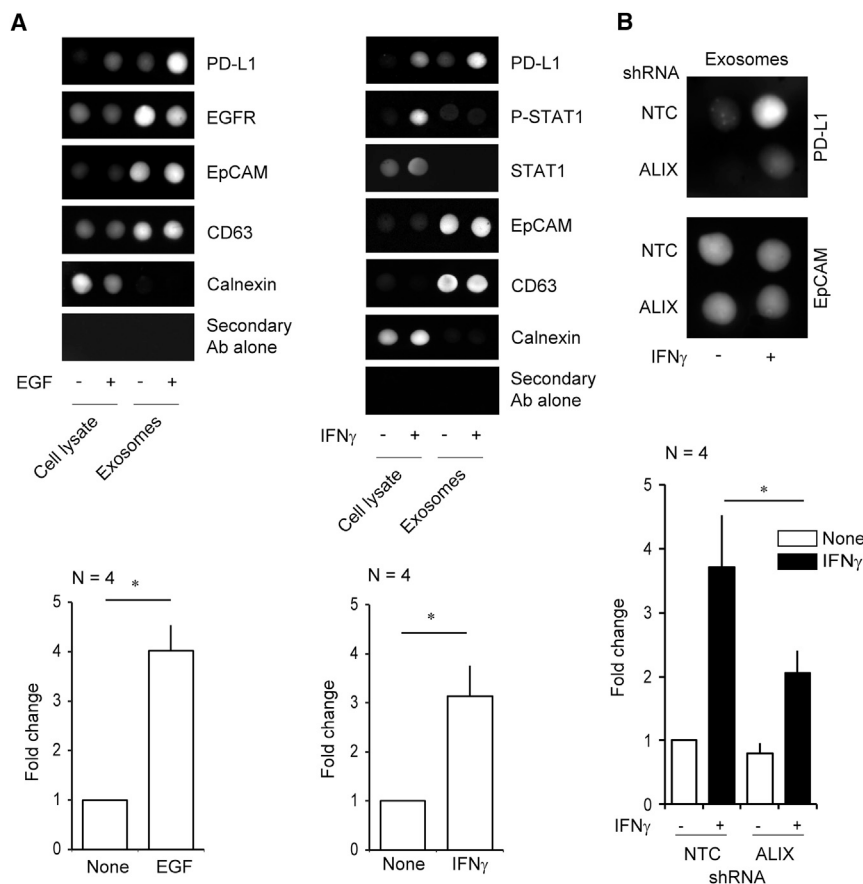 A
PD-L1
EGFR
EpCAM
CD63
Calnexin
Secondary
Ab alone
EGF - + - +
Cell lysate
Exosomes
PD-L1
P-STAT1
STAT1
EpCAM
CD63
Calnexin
Secondary
Ab alone
IFNγ - + - +
Cell lysate
Exosomes
N = 4
*
Fold change
5
4
3
2
1
0
None EGF
N = 4
*
Fold change
5
4
3
2
1
0
None IFNγ
B
Exosomes
shRNA
NTC
ALIX
PD-L1
NTC
ALIX
EpCAM
IFNγ - +
N = 4
*
None
IFNγ
Fold change
5
4
3
2
1
0
IFNγ - + - +
NTC ALIX
shRNA